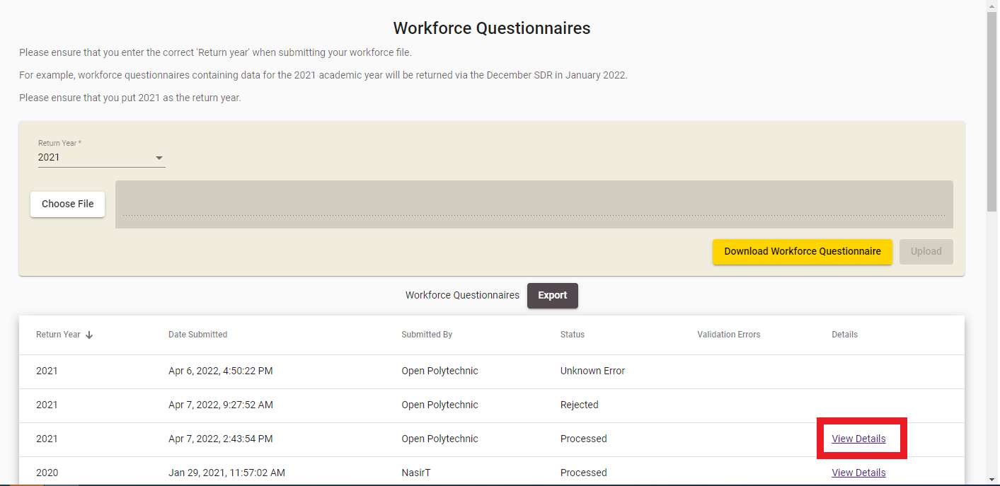 Workforce Questionnaires
Please ensure that you enter the correct 'Return year' when submitting your workforce file.
For example, workforce questionnaires containing data for the 2021 academic year will be returned via the December SDR in January 2022.
Please ensure that you put 2021 as the return year.
Return Year *
2021
Choose File
Download Workforce Questionnaire Upload
Workforce Questionnaires Export
Return Year Date Submitted Submitted By Status Validation Errors Details
2021 Apr 6, 2022, 4:50:22 PM Open Polytechnic Unknown Error
2021 Apr 7, 2022, 9:27:52 AM Open Polytechnic Rejected
2021 Apr 7, 2022, 2:43:54 PM Open Polytechnic Processed View Details
2020 Jan 29, 2021, 11:57:02 AM NasirT Processed View Details